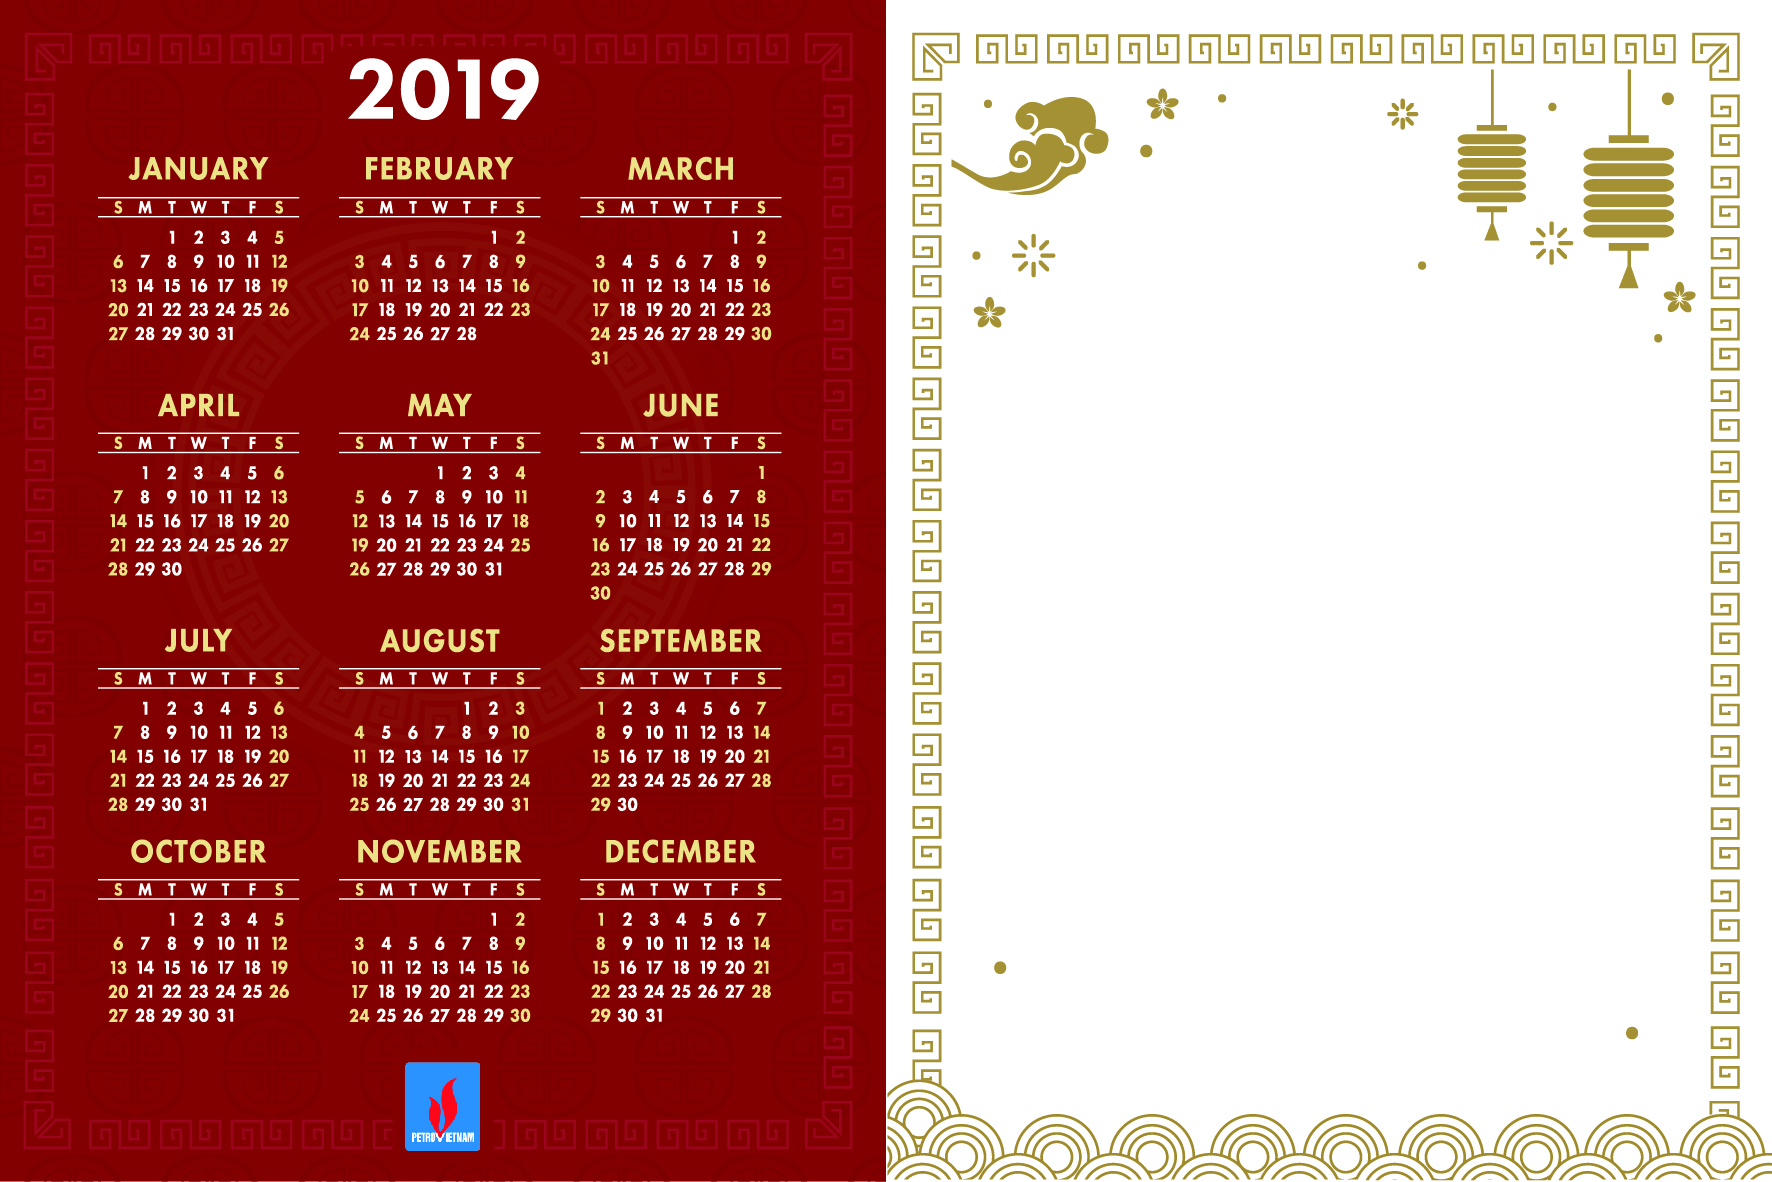 2019
JANUARY FEBRUARY MARCH
S M T W T F S S M T W T F S S M T W T F S
1 2 3 4 5 1 2 1 2
6 7 8 9 10 11 12 3 4 5 6 7 8 9 3 4 5 6 7 8 9
13 14 15 16 17 18 19 10 11 12 13 14 15 16 10 11 12 13 14 15 16
20 21 22 23 24 25 26 17 18 19 20 21 22 23 17 18 19 20 21 22 23
27 28 29 30 31 24 25 26 27 28 24 25 26 27 28 29 30
31
APRIL MAY JUNE
S M T W T F S S M T W T F S S M T W T F S
1 2 3 4 5 6 1 2 3 4 1
7 8 9 10 11 12 13 5 6 7 8 9 10 11 2 3 4 5 6 7 8
14 15 16 17 18 19 20 12 13 14 15 16 17 18 9 10 11 12 13 14 15
21 22 23 24 25 26 27 19 20 21 22 23 24 25 16 17 18 19 20 21 22
28 29 30 26 27 28 29 30 31 23 24 25 26 27 28 29
30
JULY AUGUST SEPTEMBER
S M T W T F S S M T W T F S S M T W T F S
1 2 3 4 5 6 1 2 3 1 2 3 4 5 6 7
7 8 9 10 11 12 13 4 5 6 7 8 9 10 8 9 10 11 12 13 14
14 15 16 17 18 19 20 11 12 13 14 15 16 17 15 16 17 18 19 20 21
21 22 23 24 25 26 27 18 19 20 21 22 23 24 22 23 24 25 26 27 28
28 29 30 31 25 26 27 28 29 30 31 29 30
OCTOBER NOVEMBER DECEMBER
S M T W T F S S M T W T F S S M T W T F S
1 2 3 4 5 1 2 1 2 3 4 5 6 7
6 7 8 9 10 11 12 3 4 5 6 7 8 9 8 9 10 11 12 13 14
13 14 15 16 17 18 19 10 11 12 13 14 15 16 15 16 17 18 19 20 21
20 21 22 23 24 25 26 17 18 19 20 21 22 23 22 23 24 25 26 27 28
27 28 29 30 31 24 25 26 27 28 29 30 29 30 31
PETROVIETNAM